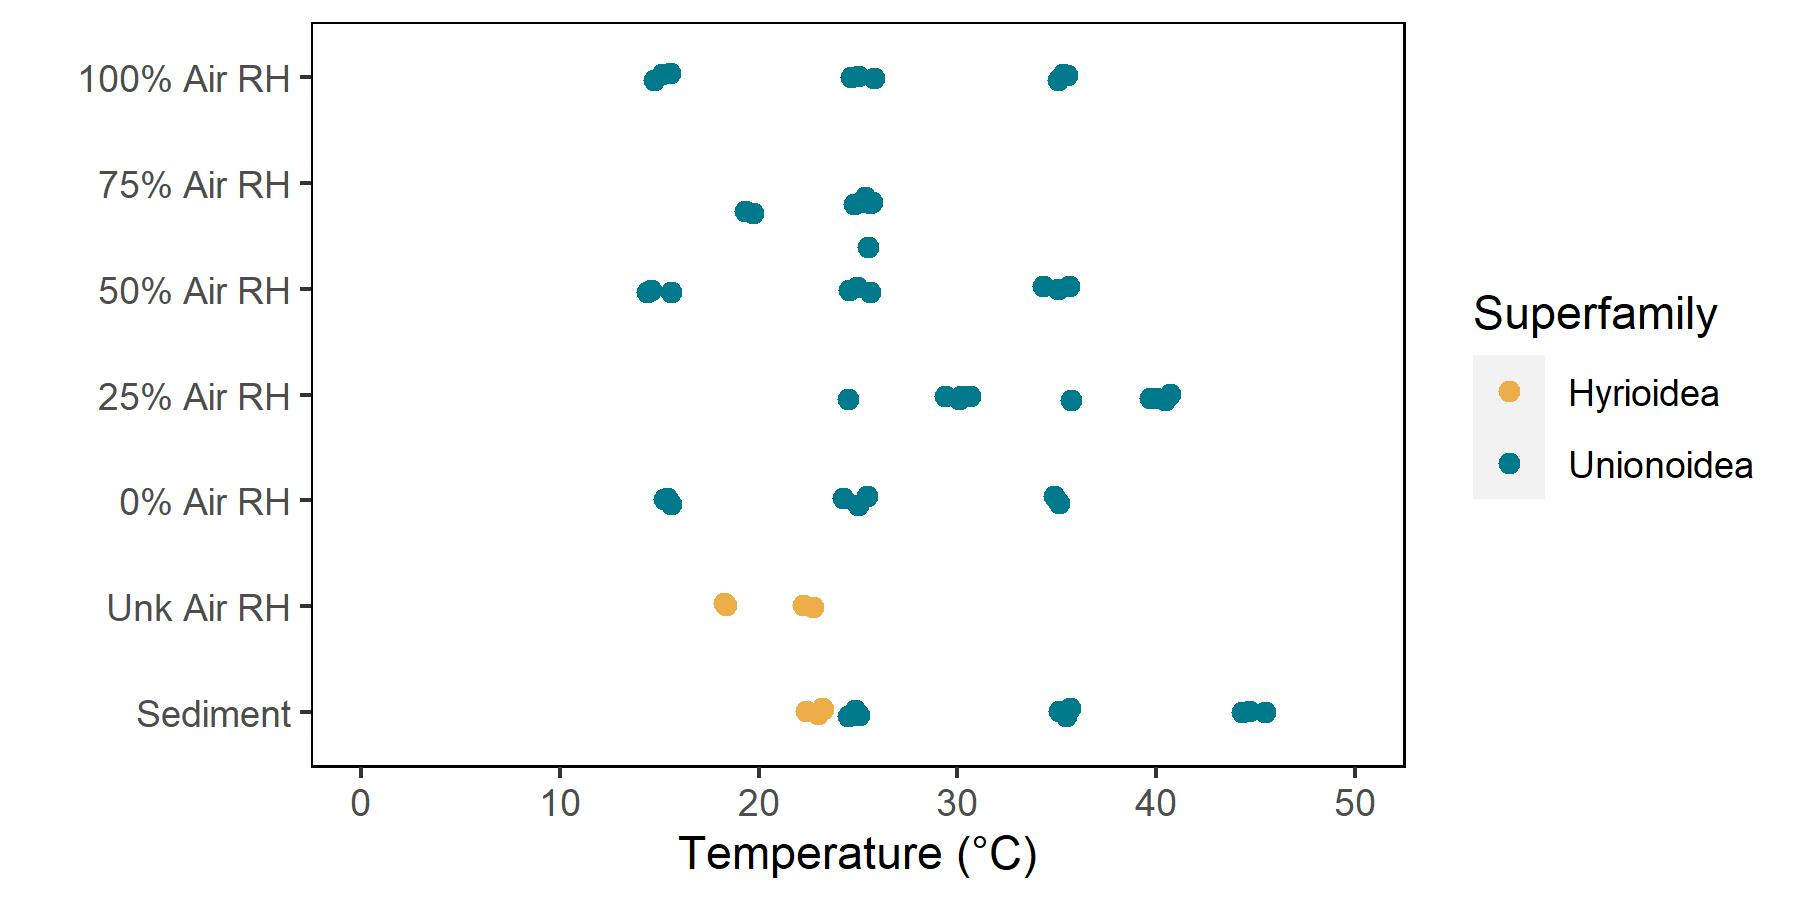 100% Air RH
75% Air RH
50% Air RH
25% Air RH
0% Air RH
Unk Air RH
Sediment
0 10 20 30 40 50
Temperature (°C)
Superfamily
Hyrioidea
Unionoidea